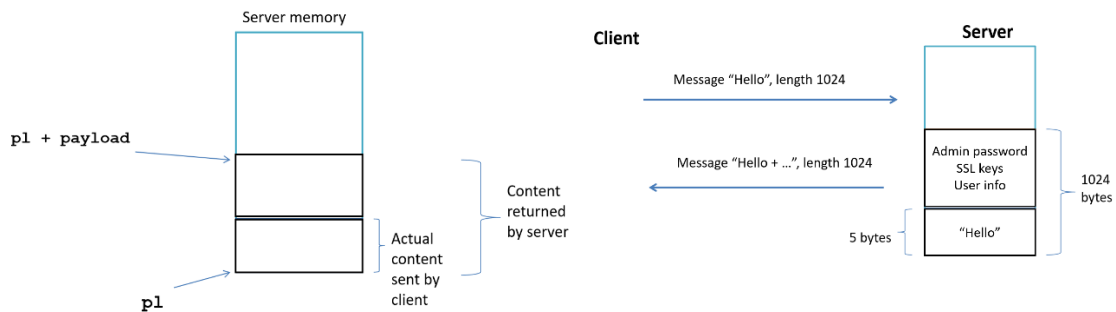 Server memory
pl + payload
Content
returned
by server
Actual
content
sent by
client
pl
Client
Server
Message “Hello”, length 1024
Message “Hello + …”, length 1024
Admin password
SSL keys
User info
1024
bytes
5 bytes
“Hello”